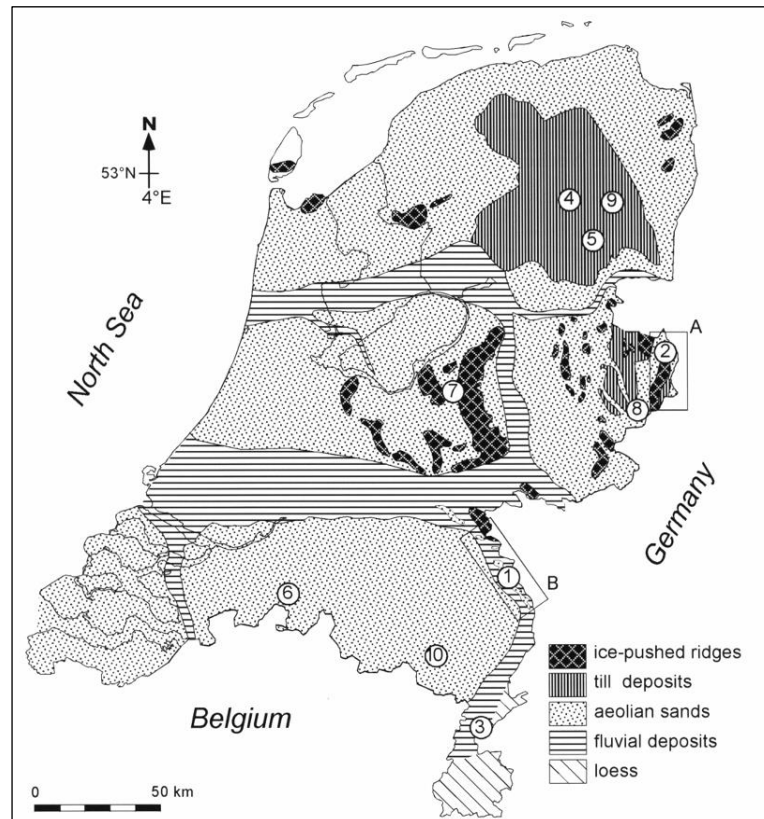 N
53°N
4°E
4
9
5
North Sea
A
2
7
8
Germany
1
B
6
10
ice-pushed ridges
till deposits
aeolian sands
Belgium
fluvial deposits
3
loess
0 50 km